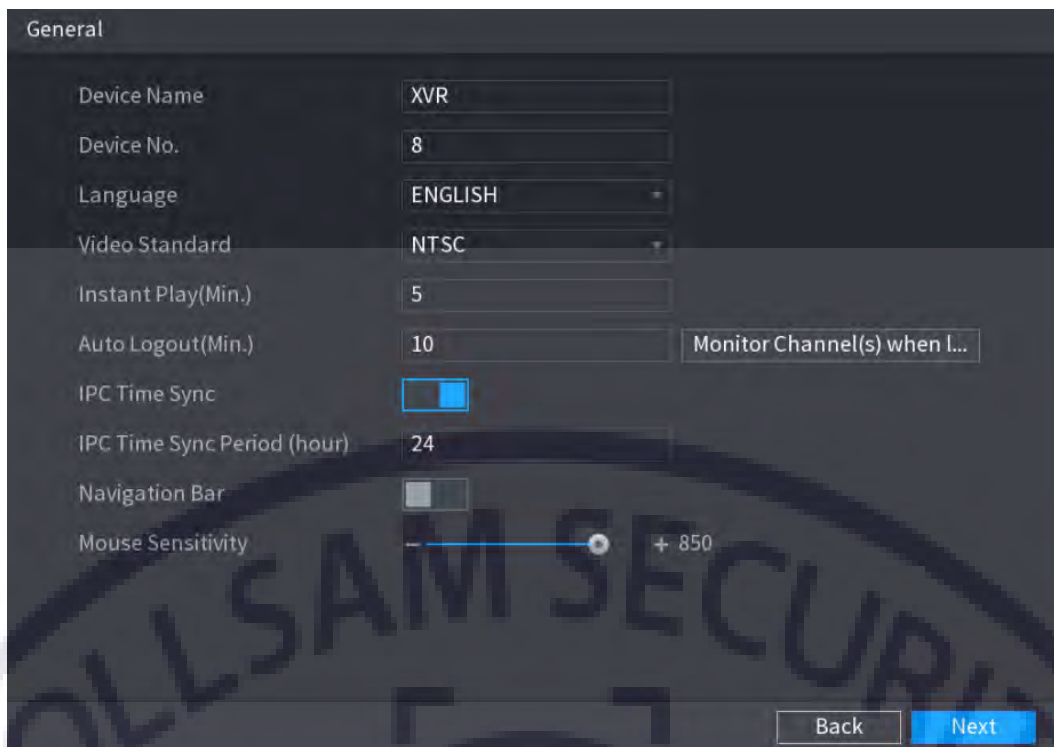 General
Device Name XVR
Device No. 8
Language ENGLISH
Video Standard NTSC
Instant Play(Min.) 5
Auto Logout(Min.) 10 Monitor Channel(s) when l...
IPC Time Sync
IPC Time Sync Period (hour) 24
Navigation Bar
Mouse Sensitivity - + 850
OLLSAM SECURI
Back Next